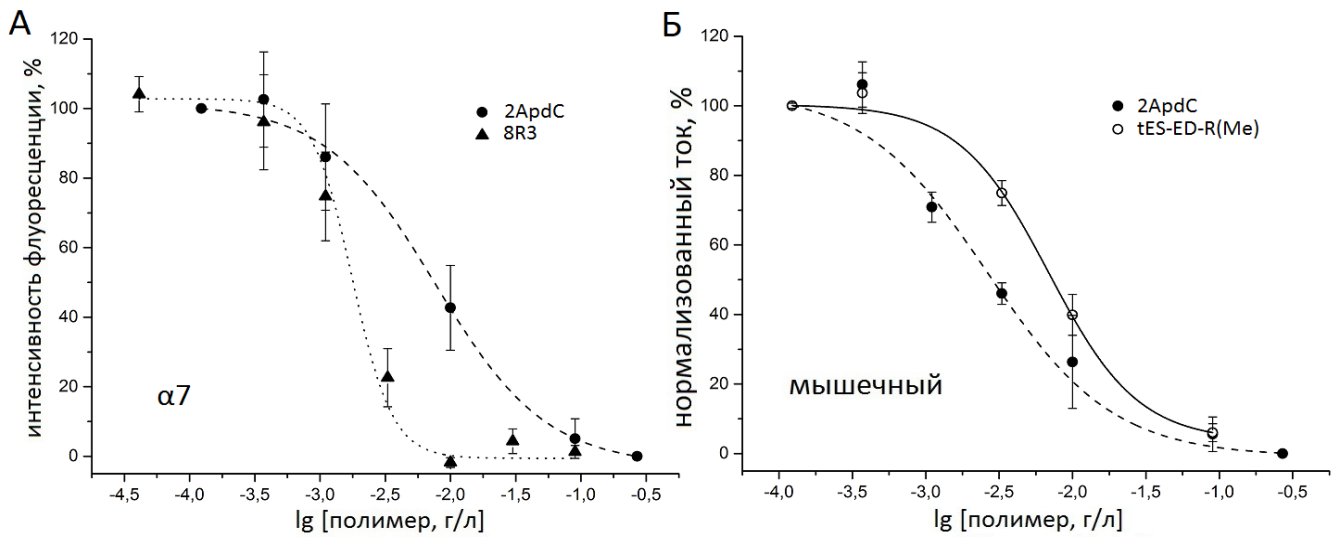 А
интенсивность флуоресценции, %
120
100
80
60
40
20
0
2ApdC
8R3
α7
-4,5 -4,0 -3,5 -3,0 -2,5 -2,0 -1,5 -1,0 -0,5
lg [полимер, г/л]
Б
нормализованный ток, %
120
100
80
60
40
20
0
2ApdC
tES-ED-R(Me)
мышечный
-4,0 -3,5 -3,0 -2,5 -2,0 -1,5 -1,0 -0,5
lg [полимер, г/л]